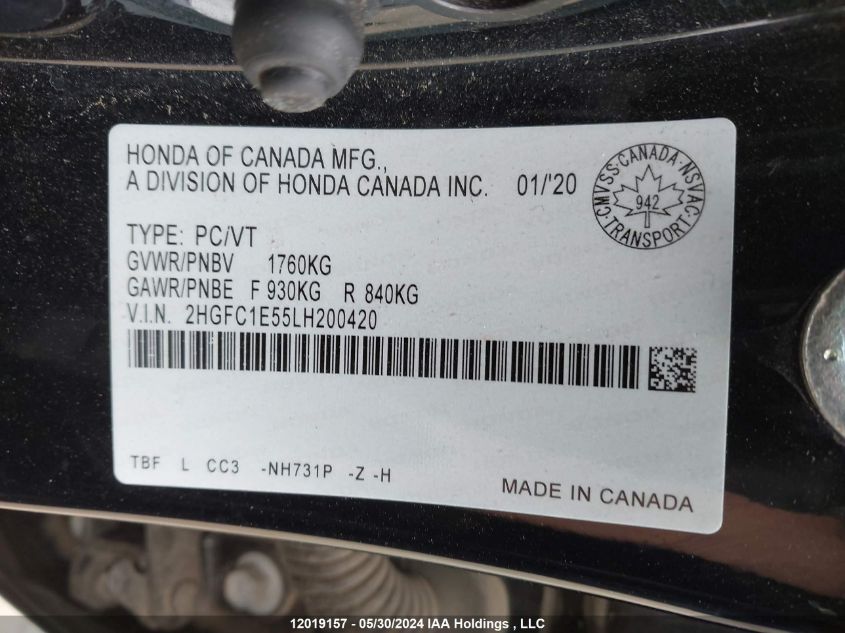 HONDA OF CANADA MFG.,
A DIVISION OF HONDA CANADA INC. 01/'20
CMVSS·CANADA·NSVAC·TRANSPORT·
942
TYPE: PC/VT
GVWR/PNBV 1760KG
GAWR/PNBE F 930KG R 840KG
V.I.N. 2HGFC1E55LH200420
TBF L CC3 -NH731P -Z -H
MADE IN CANADA
12019157 - 05/30/2024 IAA Holdings , LLC